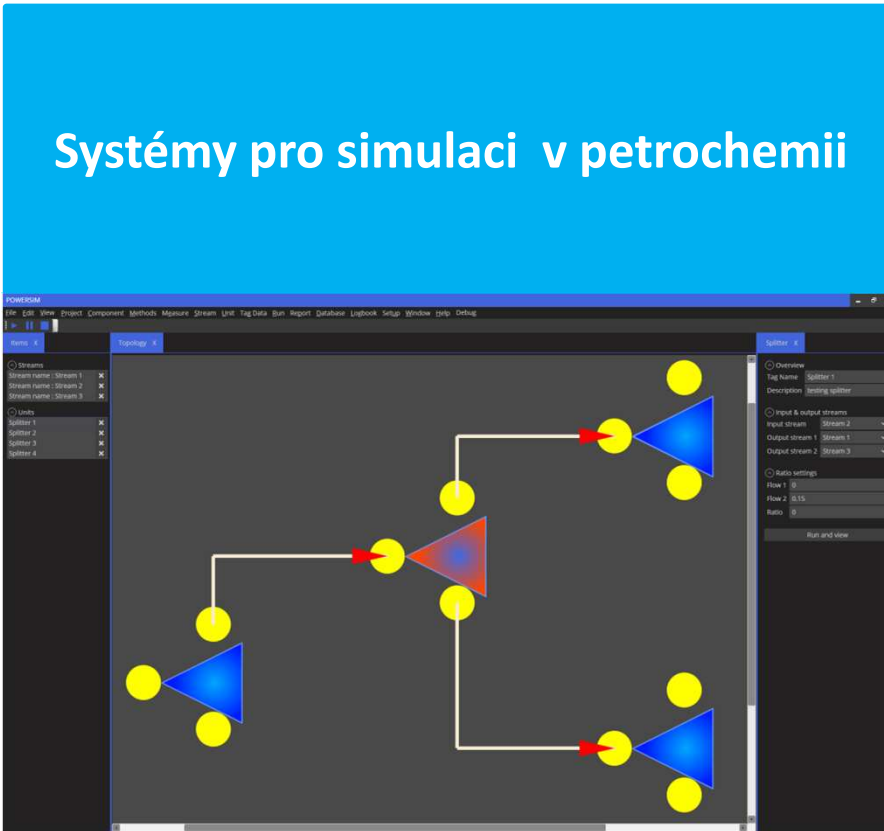 Systémy pro simulaci v petrochemii
POWERSIM
File Edit View Project Component Methods Measure Stream Unit Tag Data Run Report Database Logbook Setup Window Help Debug
Items X
Topology X
Splitter X
Streams
Stream name : Stream 1
Stream name : Stream 2
Stream name : Stream 3
Units
Splitter 1
Splitter 2
Splitter 3
Splitter 4
Overview
Tag Name Splitter 1
Description testing splitter
Input & output streams
Input stream Stream 2
Output stream 1 Stream 1
Output stream 2 Stream 3
Ratio settings
Flow 1 0
Flow 2 0.15
Ratio 0
Run and view